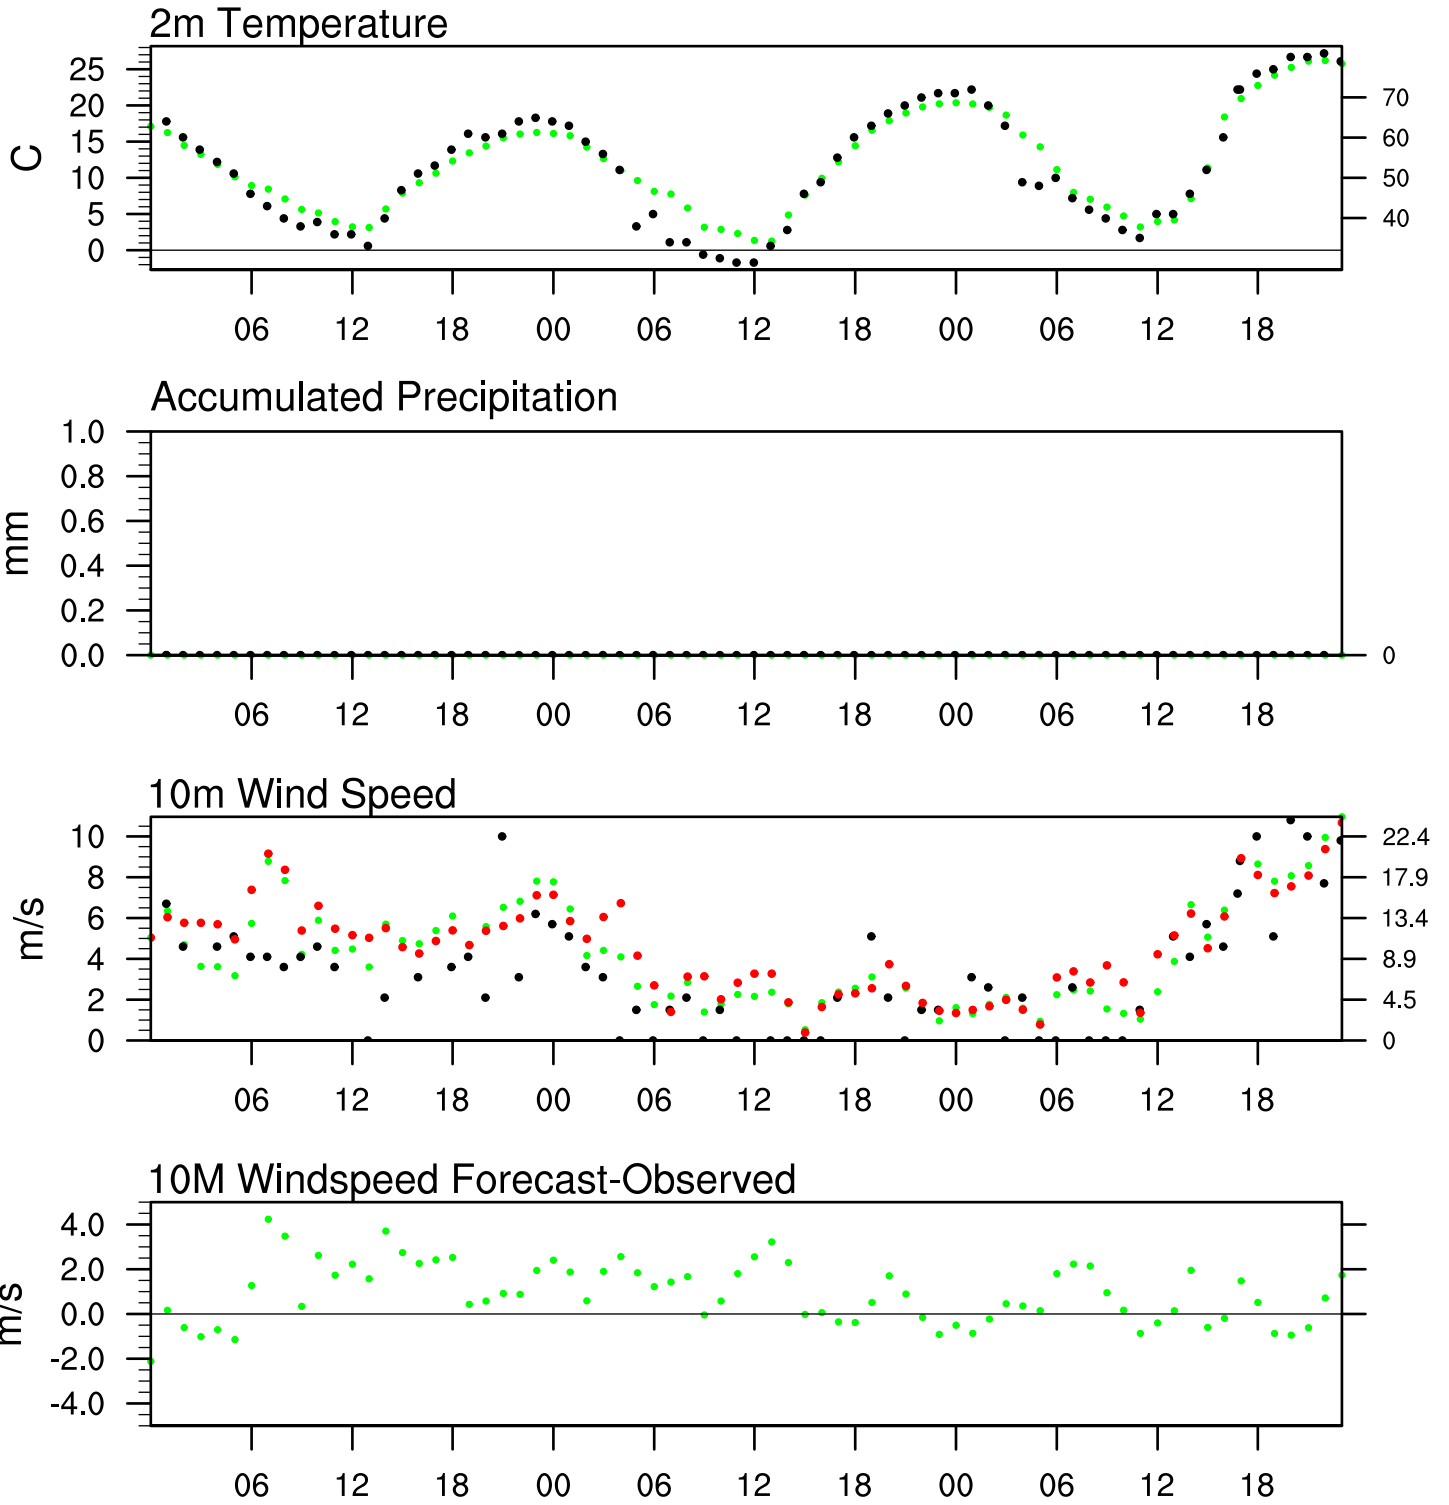 2m Temperature
25
20
15
10
5
0
C
70
60
50
40
06 12 18 00 06 12 18 00 06 12 18
Accumulated Precipitation
1.0
0.8
0.6
0.4
0.2
0.0
mm
0
06 12 18 00 06 12 18 00 06 12 18
10m Wind Speed
10
8
6
4
2
0
m/s
22.4
17.9
13.4
8.9
4.5
0
06 12 18 00 06 12 18 00 06 12 18
10M Windspeed Forecast-Observed
4.0
2.0
0.0
-2.0
-4.0
m/s
06 12 18 00 06 12 18 00 06 12 18